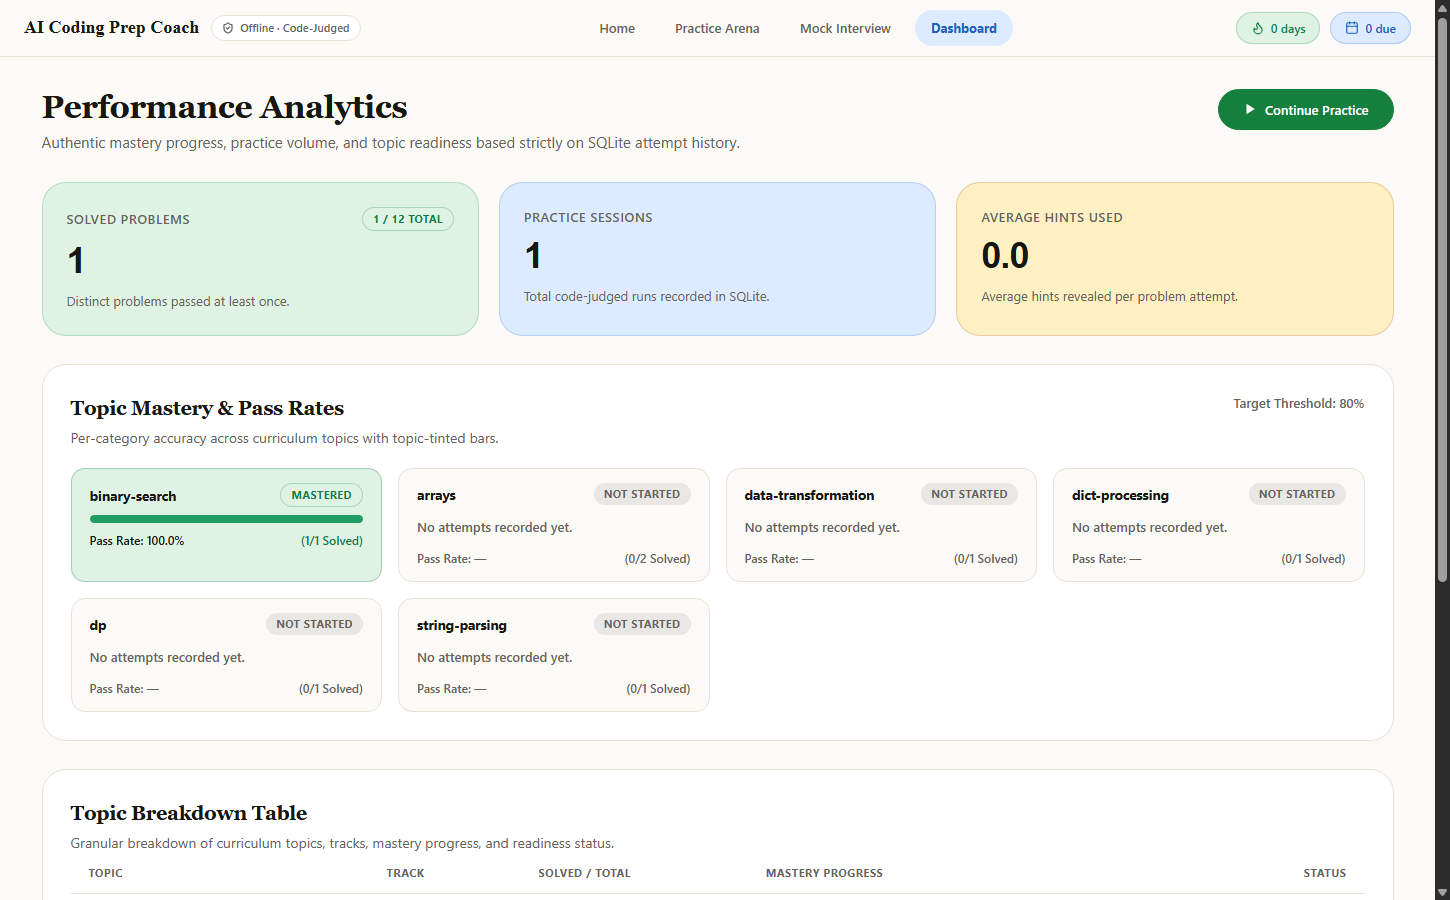 AI Coding Prep Coach
Offline · Code-Judged
Home
Practice Arena
Mock Interview
Dashboard
0 days
0 due
Performance Analytics
Continue Practice
Authentic mastery progress, practice volume, and topic readiness based strictly on SQLite attempt history.
SOLVED PROBLEMS
1 / 12 TOTAL
1
Distinct problems passed at least once.
PRACTICE SESSIONS
1
Total code-judged runs recorded in SQLite.
AVERAGE HINTS USED
0.0
Average hints revealed per problem attempt.
Topic Mastery & Pass Rates
Target Threshold: 80%
Per-category accuracy across curriculum topics with topic-tinted bars.
binary-search
MASTERED
Pass Rate: 100.0%
(1/1 Solved)
arrays
NOT STARTED
No attempts recorded yet.
Pass Rate: —
(0/2 Solved)
data-transformation
NOT STARTED
No attempts recorded yet.
Pass Rate: —
(0/1 Solved)
dict-processing
NOT STARTED
No attempts recorded yet.
Pass Rate: —
(0/1 Solved)
dp
NOT STARTED
No attempts recorded yet.
Pass Rate: —
(0/1 Solved)
string-parsing
NOT STARTED
No attempts recorded yet.
Pass Rate: —
(0/1 Solved)
Topic Breakdown Table
Granular breakdown of curriculum topics, tracks, mastery progress, and readiness status.
TOPIC
TRACK
SOLVED / TOTAL
MASTERY PROGRESS
STATUS